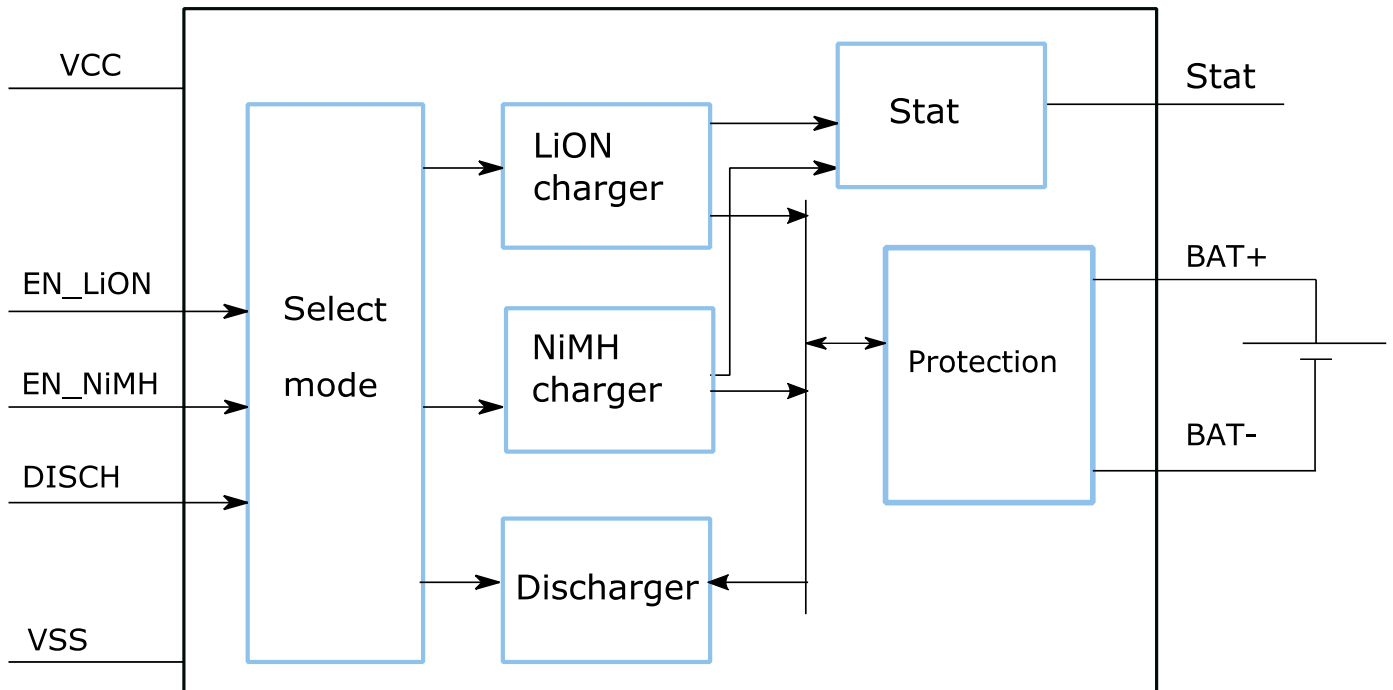 VCC
EN_LiON
EN_NiMH
DISCH
VSS
Select
mode
LiON
charger
NiMH
charger
Discharger
Stat
Protection
Stat
BAT+
BAT-